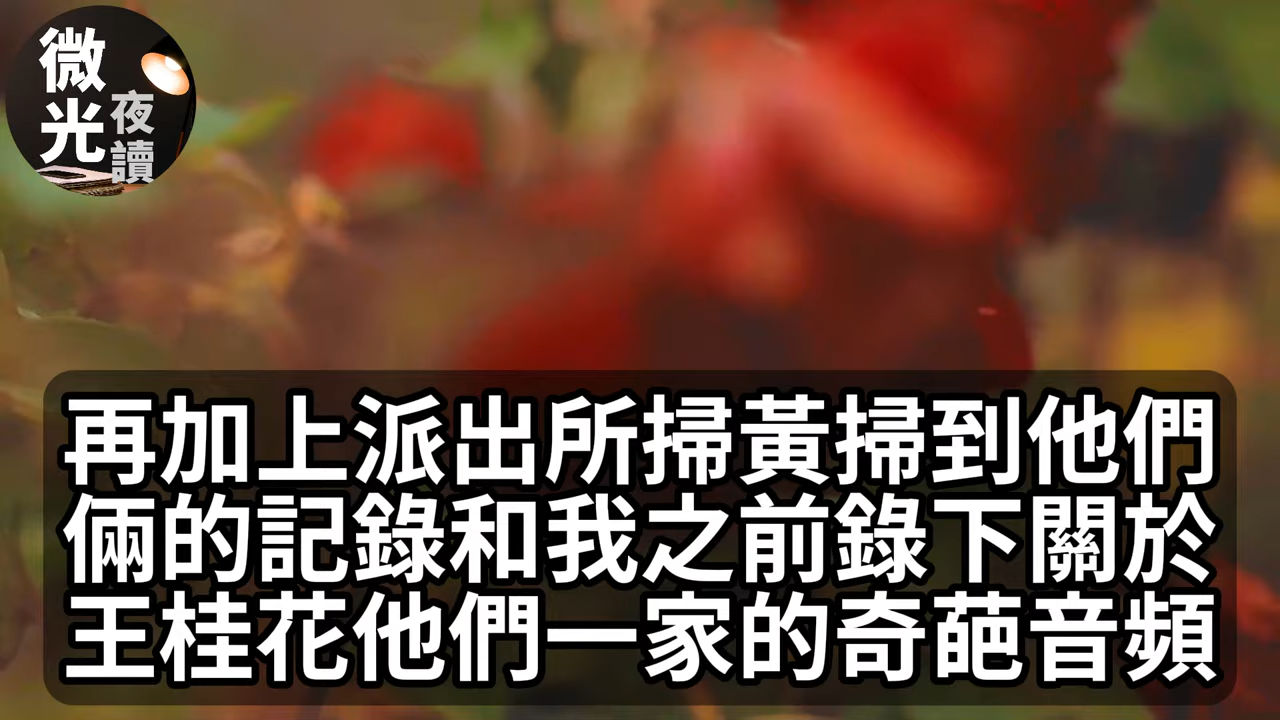 微光
夜讀
再加上派出所掃黃掃到他們
倆的記錄和我之前錄下關於
王桂花他們一家的奇葩音頻